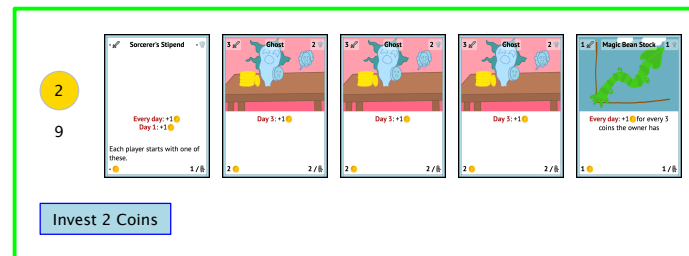 - Sorcerer's Stipend -
3 Ghost 2
3 Ghost 2
3 Ghost 2
1 Magic Bean Stock 1
2
9
Every day: +1
Day 1: +1
Each player starts with one of
these.
- 1 /
Day 3: +1
2 2 /
Day 3: +1
2 2 /
Day 3: +1
2 2 /
Every day: +1 for every 3
coins the owner has
1 1 /
Invest 2 Coins